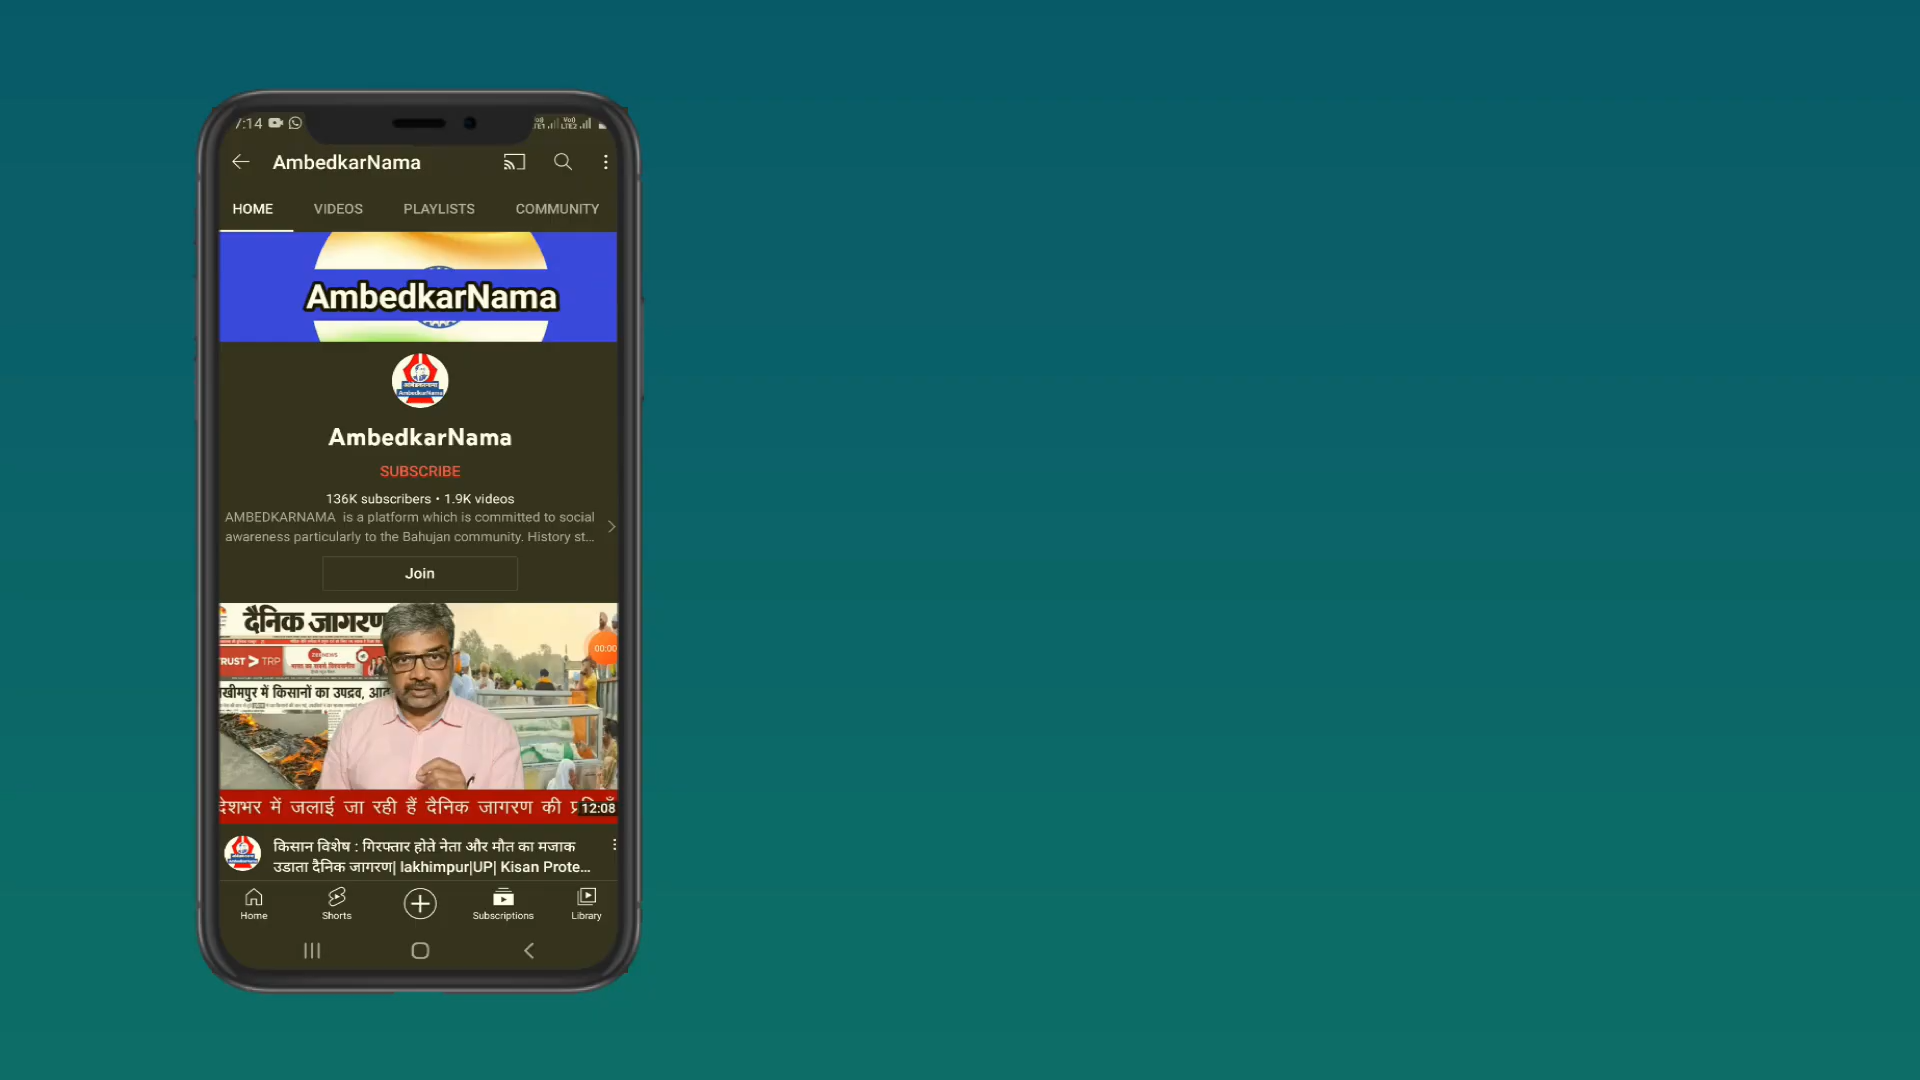 7:14
AmbedkarNama
HOME VIDEOS PLAYLISTS COMMUNITY
AmbedkarNama
AmbedkarNama
AmbedkarNama
SUBSCRIBE
136K subscribers • 1.9K videos
AMBEDKARNAMA is a platform which is committed to social
awareness particularly to the Bahujan community. History st...
Join
दैनिक जागरण
00:00
TRUST TRP
खीमपुर में किसानों का उपद्रव,
देशभर में जलाई जा रही हैं दैनिक जागरण की
12:08
किसान विशेष : गिरफ्तार होते नेता और मौत का मजाक
उडाता दैनिक जागरण| lakhimpur|UP| Kisan Prote...
Home Shorts Subscriptions Library